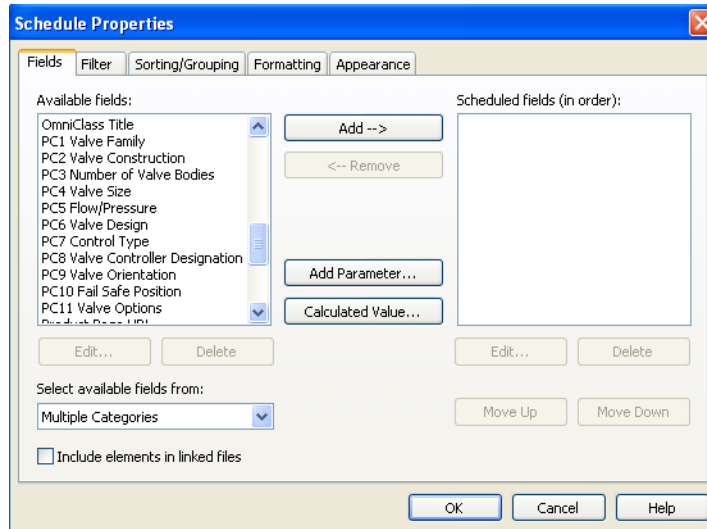 Schedule Properties
Fields
Filter
Sorting/Grouping
Formatting
Appearance
Available fields:
Scheduled fields (in order):
OmniClass Title
PC1 Valve Family
PC2 Valve Construction
PC3 Number of Valve Bodies
PC4 Valve Size
PC5 Flow/Pressure
PC6 Valve Design
PC7 Control Type
PC8 Valve Controller Designation
PC9 Valve Orientation
PC10 Fail Safe Position
PC11 Valve Options
Product Page URL
Add -->
<-- Remove
Add Parameter...
Calculated Value...
Edit...
Delete
Edit...
Delete
Select available fields from:
Multiple Categories
Move Up
Move Down
Include elements in linked files
OK
Cancel
Help